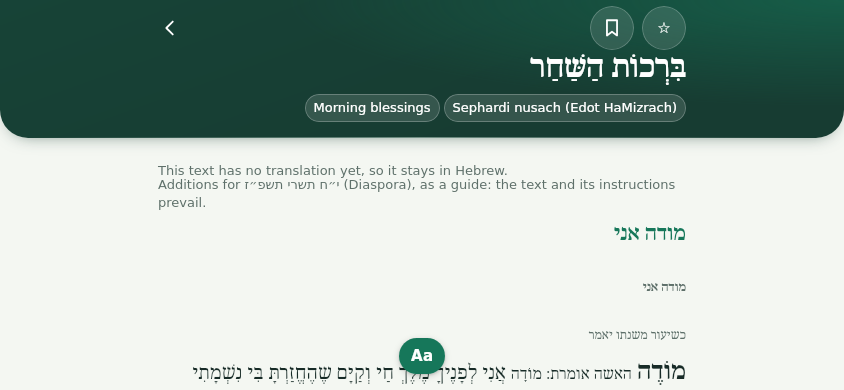 בִּרְכוֹת הַשַּׁחַר
Morning blessings
Sephardi nusach (Edot HaMizrach)
This text has no translation yet, so it stays in Hebrew.
Additions for י״ח תשרי תשפ״ז (Diaspora), as a guide: the text and its instructions
prevail.
מודה אני
מודה אני
כשיעור משנתו יאמר
מוֹדֶה האשה אומרת: מוֹדָה אֲנִי לְפָנֶיךָ מֶלֶךְ חַי וְקַיָּם שֶׁהֶחֱזַרְתָּ בִּי נִשְׁמָתִי
Aa